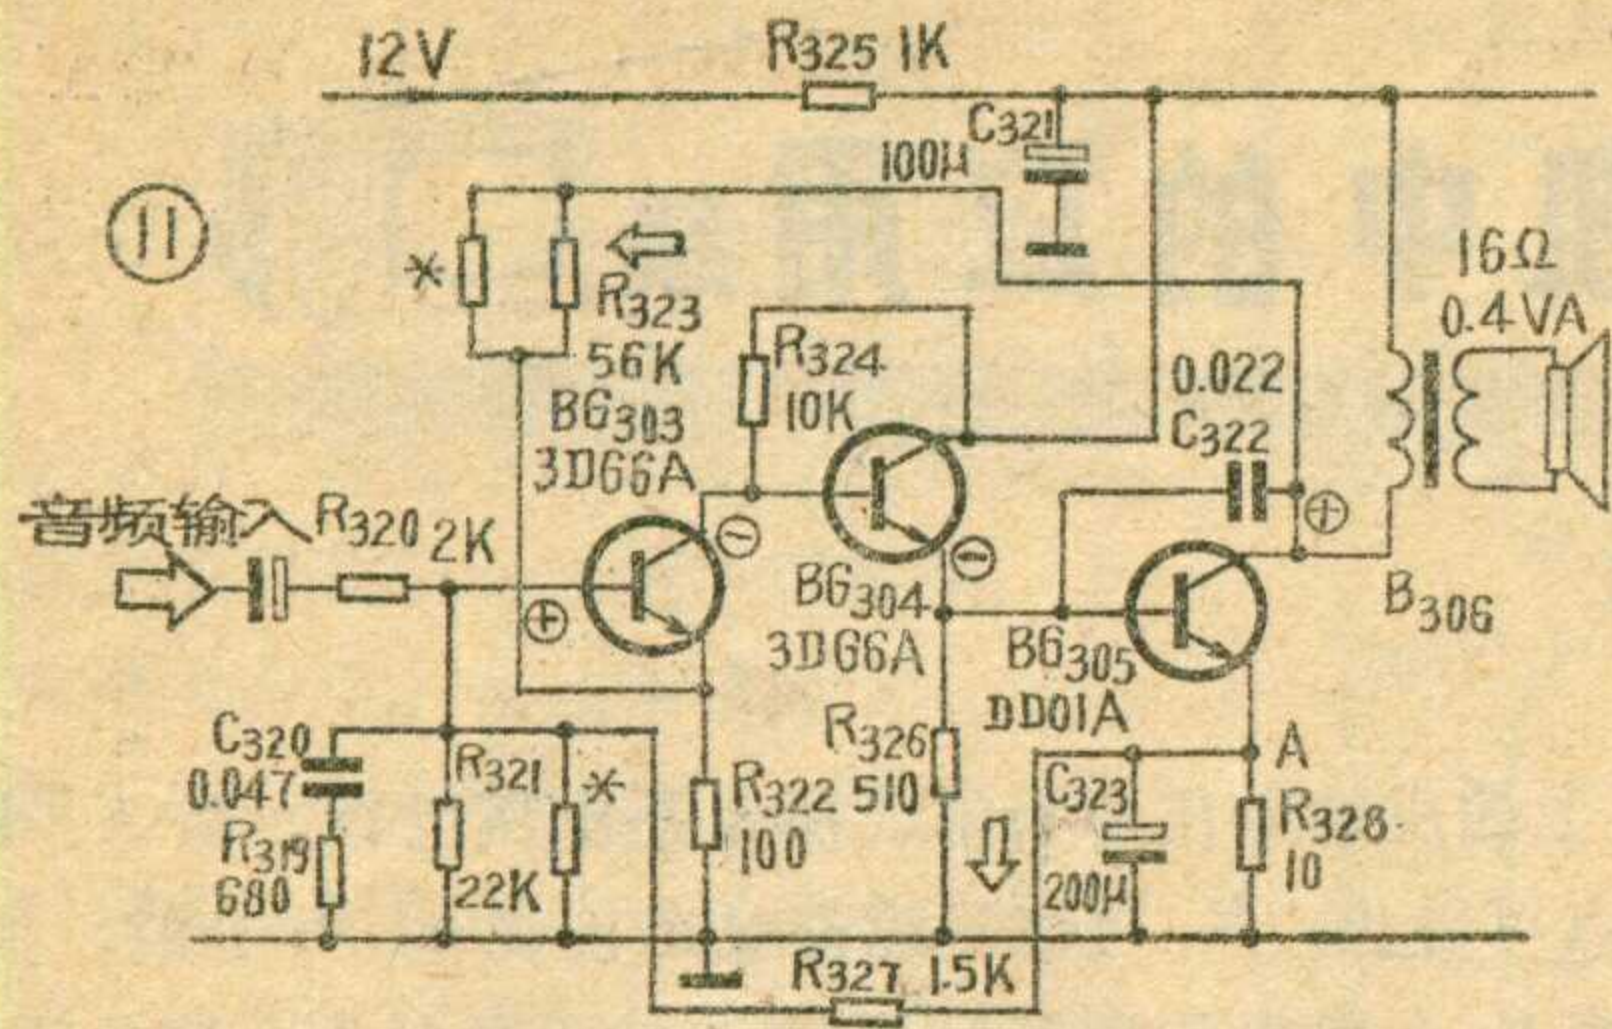 12V
R325 1K
C321
100μ
11
16Ω
0.4VA
*
R323
56K
R324
10K
0.022
C322
BG303
3DG6A
音频输入
R320 2K
⊖
⊕
⊖
⊕
BG304
3DG6A
BG305
DD01A
B306
C320
0.047
R321
22K
*
R322
100
R326
510
C323
200μ
A
R328
10
R319
680
R327 1.5K